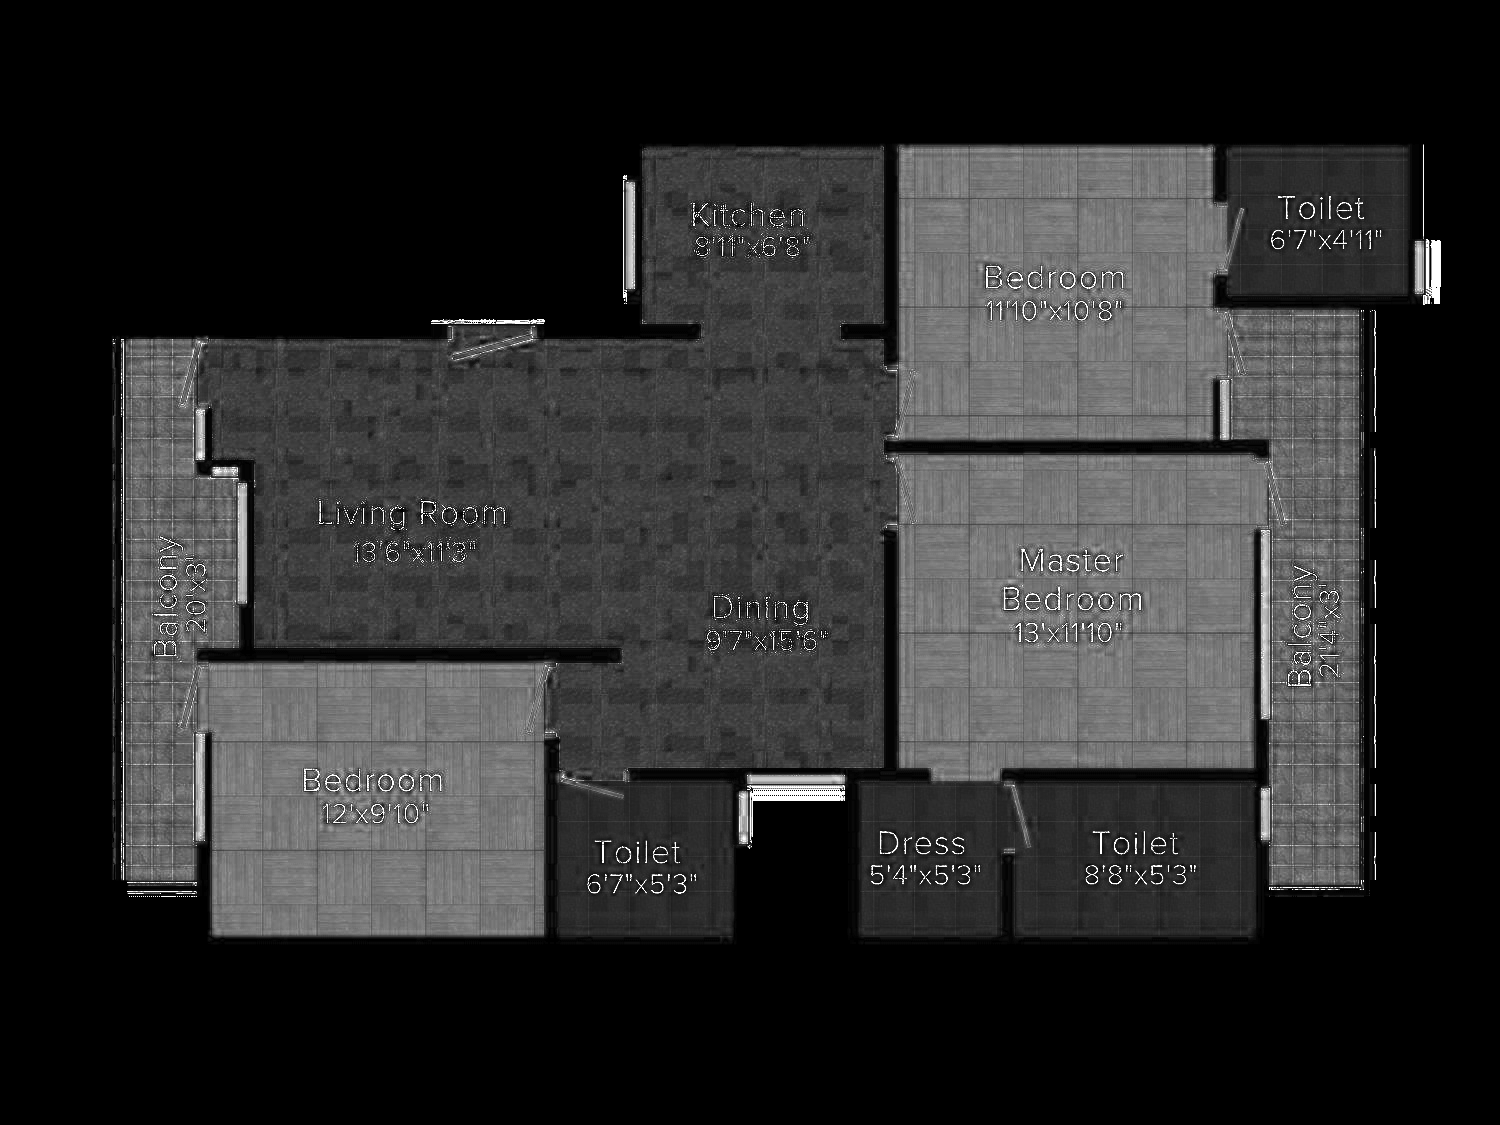 Kitchen
8'11"x6'8"
Toilet
6'7"x4'11"
Bedroom
11'10"x10'8"
Living Room
13'6"x11'3"
Master
Bedroom
13'x11'10"
Balcony
20'x3'
Dining
9'7"x15'6"
Balcony
21'4"x3'
Bedroom
12'x9'10"
Toilet
6'7"x5'3"
Dress
5'4"x5'3"
Toilet
8'8"x5'3"